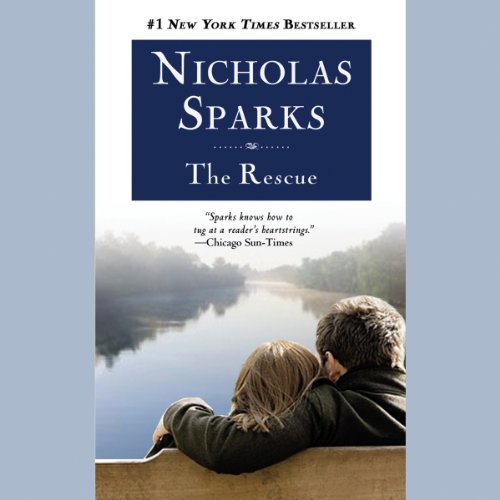 #1 New York Times Bestseller
Nicholas
Sparks
The Rescue
“Sparks knows how to
tug at a reader’s heartstrings.”
—Chicago Sun-Times